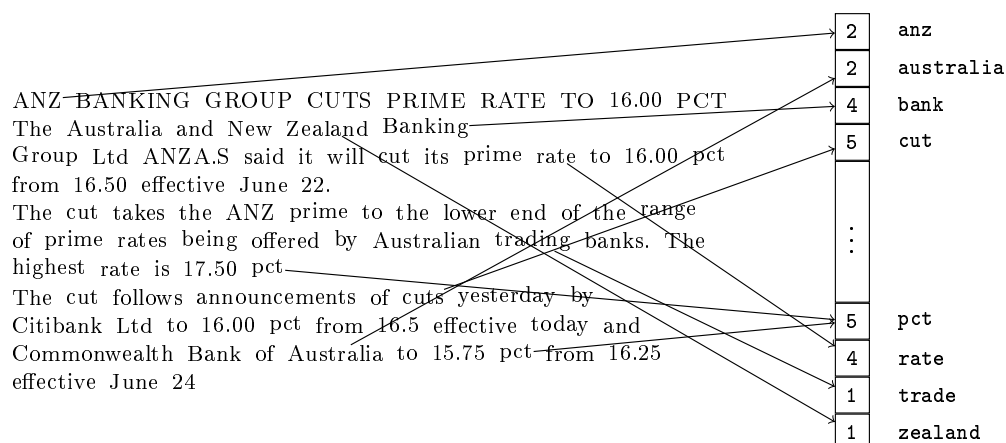 2 anz
2 australia
ANZ BANKING GROUP CUTS PRIME RATE TO 16.00 PCT
4 bank
The Australia and New Zealand Banking
5 cut
Group Ltd ANZA.S said it will cut its prime rate to 16.00 pct
from 16.50 effective June 22.
The cut takes the ANZ prime to the lower end of the range
of prime rates being offered by Australian trading banks. The
⋮
highest rate is 17.50 pct
The cut follows announcements of cuts yesterday by
Citibank Ltd to 16.00 pct from 16.5 effective today and
5 pct
Commonwealth Bank of Australia to 15.75 pct from 16.25
4 rate
effective June 24
1 trade
1 zealand